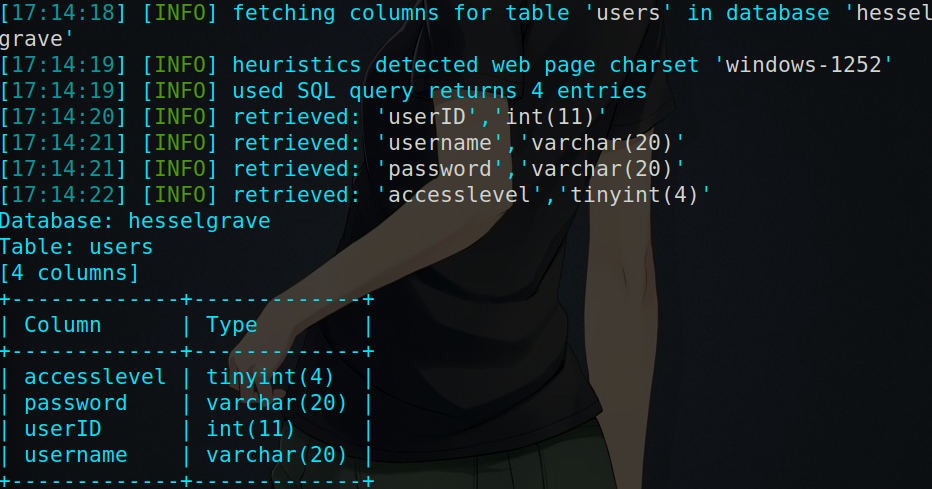 [17:14:18] [INFO] fetching columns for table 'users' in database 'hessel
grave'
[17:14:19] [INFO] heuristics detected web page charset 'windows-1252'
[17:14:19] [INFO] used SQL query returns 4 entries
[17:14:20] [INFO] retrieved: 'userID','int(11)'
[17:14:21] [INFO] retrieved: 'username','varchar(20)'
[17:14:21] [INFO] retrieved: 'password','varchar(20)'
[17:14:22] [INFO] retrieved: 'accesslevel','tinyint(4)'
Database: hesselgrave
Table: users
[4 columns]
+-------------+-------------+
| Column      | Type        |
+-------------+-------------+
| accesslevel | tinyint(4)  |
| password    | varchar(20) |
| userID      | int(11)     |
| username    | varchar(20) |
+-------------+-------------+